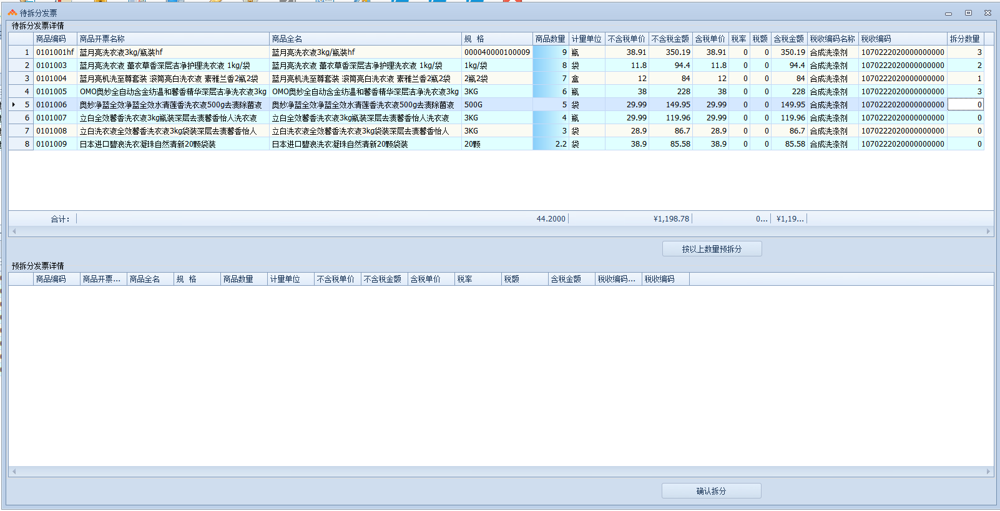 待拆分发票
待拆分发票详情
商品编码 商品开票名称 商品全名 规 格 商品数量 计量单位 不含税单价 不含税金额 含税单价 税率 税额 含税金额 税收编码名称 税收编码 拆分数量
1 0101001hf 蓝月亮洗衣液3kg/瓶装hf 蓝月亮洗衣液3kg/瓶装hf 000040000100009 9 瓶 38.91 350.19 38.91 0 0 350.19 合成洗涤剂 1070222020000000000 3
2 0101003 蓝月亮洗衣液 薰衣草香深层洁净护理洗衣液 1kg/袋 蓝月亮洗衣液 薰衣草香深层洁净护理洗衣液 1kg/袋 1kg/袋 8 袋 11.8 94.4 11.8 0 0 94.4 合成洗涤剂 1070222020000000000 2
3 0101004 蓝月亮机洗至尊套装 滚筒亮白洗衣液 素雅兰香2瓶2袋 蓝月亮机洗至尊套装 滚筒亮白洗衣液 素雅兰香2瓶2袋 2瓶2袋 7 盒 12 84 12 0 0 84 合成洗涤剂 1070222020000000000 1
4 0101005 OMO奥妙全自动含金纺温和馨香精华深层洁净洗衣液3kg OMO奥妙全自动含金纺温和馨香精华深层洁净洗衣液3kg 3KG 6 瓶 38 228 38 0 0 228 合成洗涤剂 1070222020000000000 3
5 0101006 奥妙净蓝全效净蓝全效水清莲香洗衣液500g去渍除菌液 奥妙净蓝全效净蓝全效水清莲香洗衣液500g去渍除菌液 500G 5 袋 29.99 149.95 29.99 0 0 149.95 合成洗涤剂 1070222020000000000 0
6 0101007 立白全效馨香洗衣液3kg瓶装深层去渍馨香怡人洗衣液 立白全效馨香洗衣液3kg瓶装深层去渍馨香怡人洗衣液 3KG 4 瓶 29.99 119.96 29.99 0 0 119.96 合成洗涤剂 1070222020000000000 0
7 0101008 立白洗衣液全效馨香洗衣液3kg袋装深层去渍馨香怡人 立白洗衣液全效馨香洗衣液3kg袋装深层去渍馨香怡人 3KG 3 袋 28.9 86.7 28.9 0 0 86.7 合成洗涤剂 1070222020000000000 0
8 0101009 日本进口碧浪洗衣凝珠自然清新20颗袋装 日本进口碧浪洗衣凝珠自然清新20颗袋装 20颗 2.2 袋 38.9 85.58 38.9 0 0 85.58 合成洗涤剂 1070222020000000000 0
合计: 44.2000 ¥1,198.78 0... ¥1,19...
按以上数量预拆分
预拆分发票详情
商品编码 商品开票... 商品全名 规 格 商品数量 计量单位 不含税单价 不含税金额 含税单价 税率 税额 含税金额 税收编码... 税收编码
确认拆分